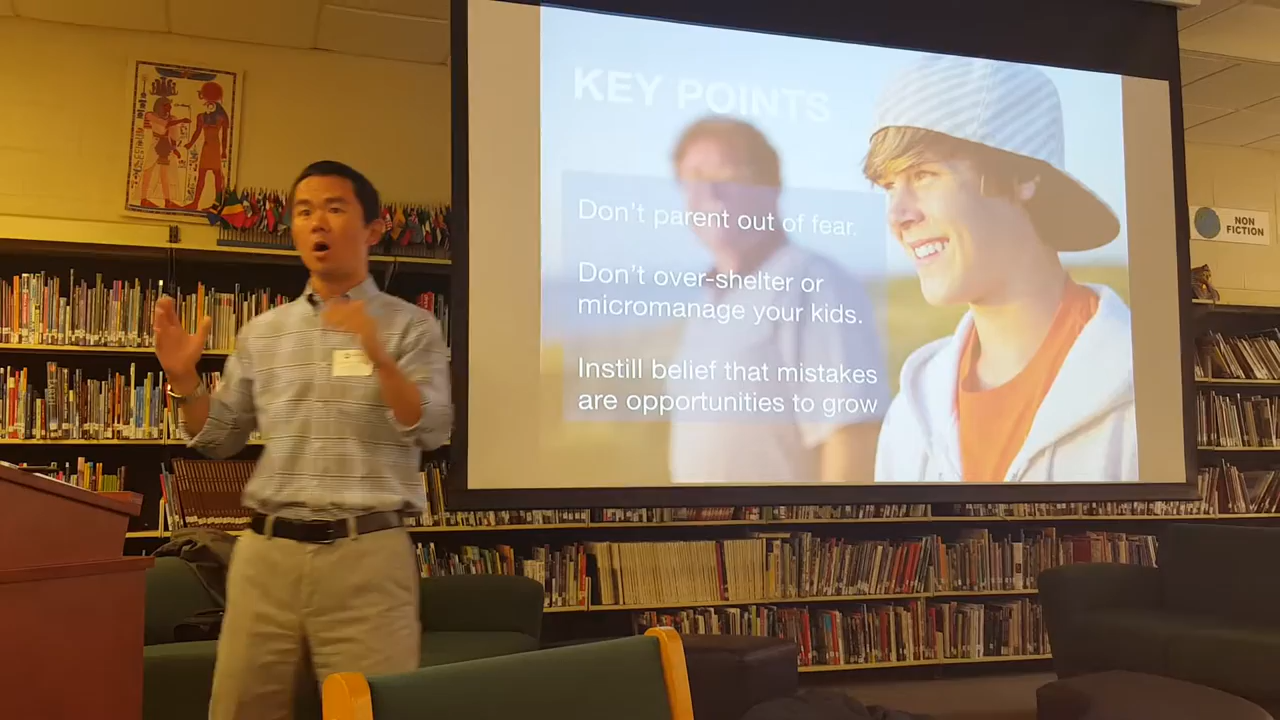 KEY POINTS
Don't parent out of fear.
Don't over-shelter or
micromanage your kids.
Instill belief that mistakes
are opportunities to grow
NON
FICTION